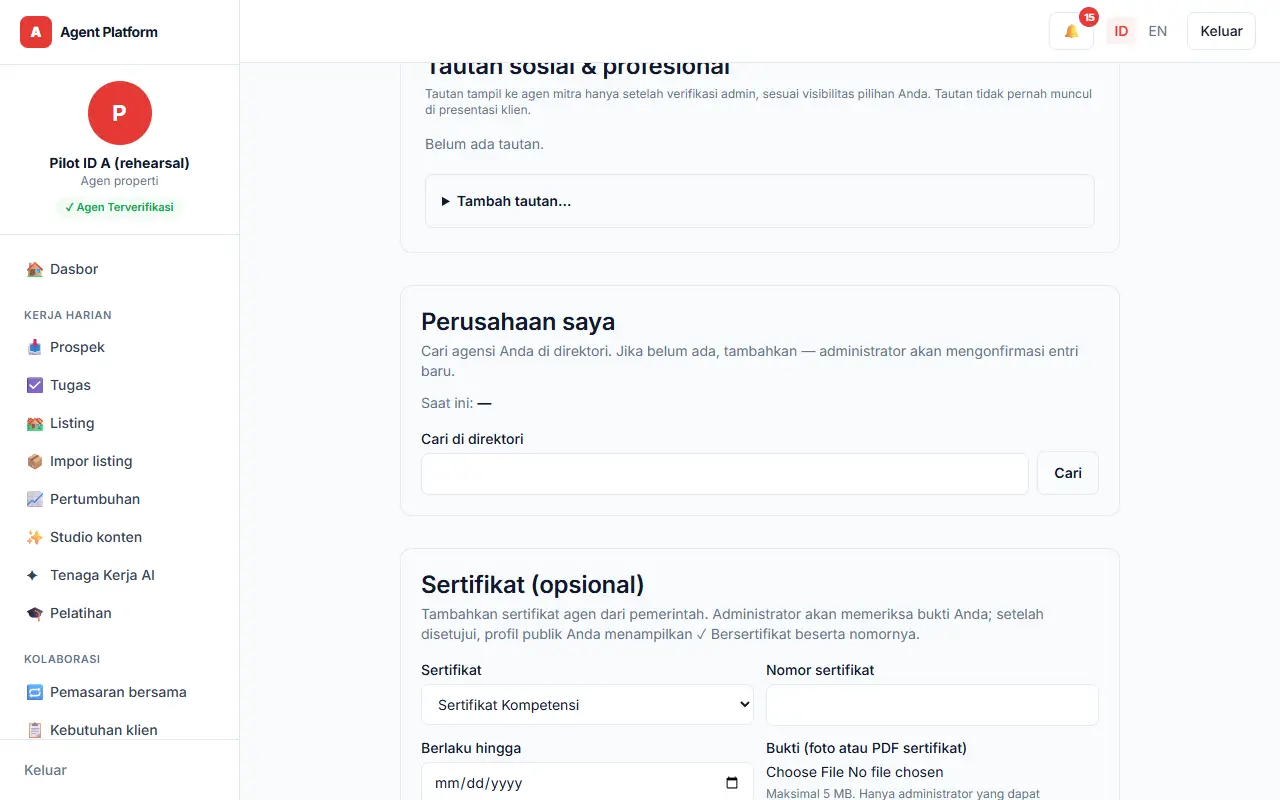 A Agent Platform
15
ID EN Keluar
P
Pilot ID A (rehearsal)
Agen properti
✓ Agen Terverifikasi
Dasbor
KERJA HARIAN
Prospek
Tugas
Listing
Impor listing
Pertumbuhan
Studio konten
Tenaga Kerja AI
Pelatihan
KOLABORASI
Pemasaran bersama
Kebutuhan klien
Keluar
Tautan sosial & profesional
Tautan tampil ke agen mitra hanya setelah verifikasi admin, sesuai visibilitas pilihan Anda. Tautan tidak pernah muncul
di presentasi klien.
Belum ada tautan.
▶ Tambah tautan...
Perusahaan saya
Cari agensi Anda di direktori. Jika belum ada, tambahkan — administrator akan mengonfirmasi entri
baru.
Saat ini: —
Cari di direktori
Cari
Sertifikat (opsional)
Tambahkan sertifikat agen dari pemerintah. Administrator akan memeriksa bukti Anda; setelah
disetujui, profil publik Anda menampilkan ✓ Bersertifikat beserta nomornya.
Sertifikat
Sertifikat Kompetensi
Nomor sertifikat
Berlaku hingga
mm/dd/yyyy
Bukti (foto atau PDF sertifikat)
Choose File No file chosen
Maksimal 5 MB. Hanya administrator yang dapat